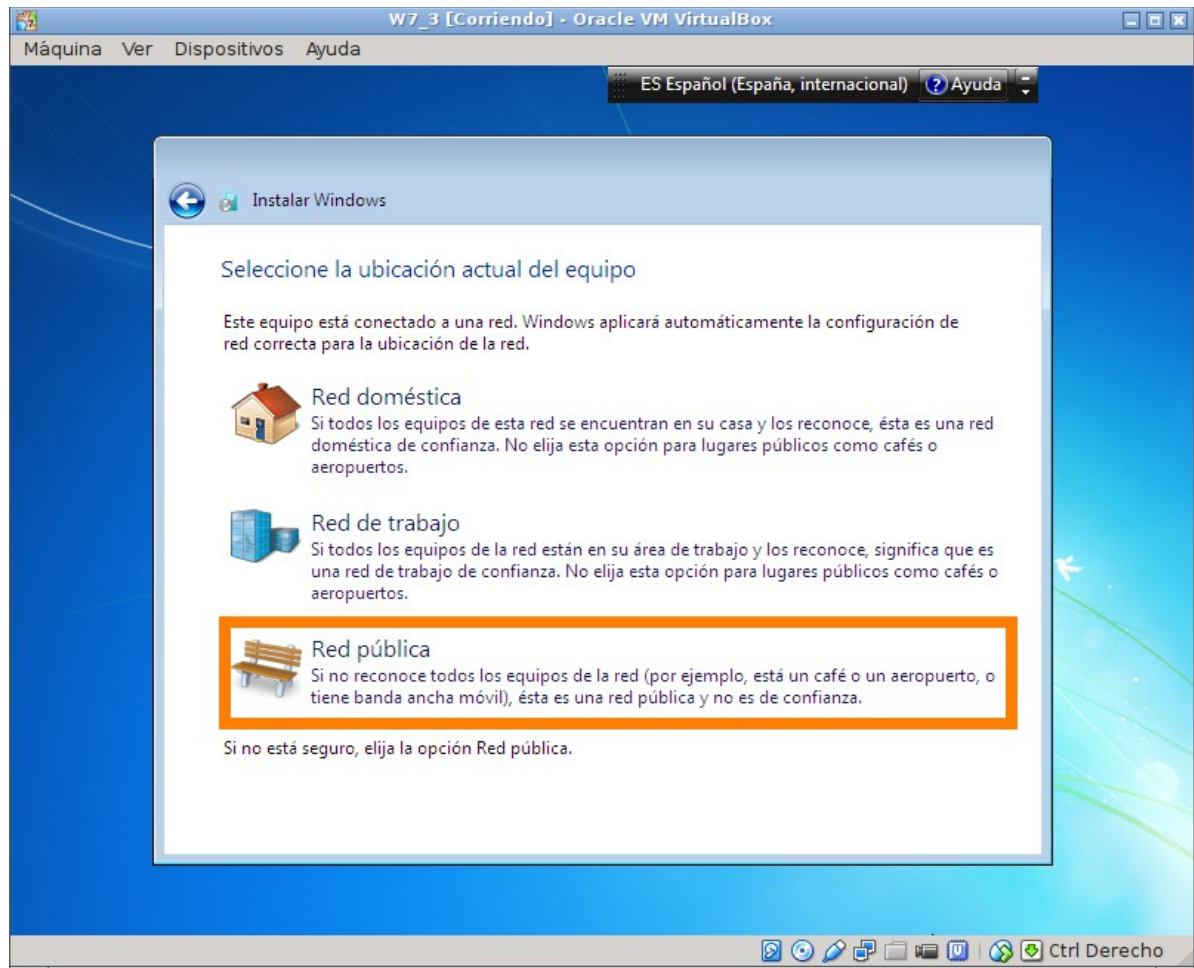 W7_3 [Corriendo] - Oracle VM VirtualBox
Máquina Ver Dispositivos Ayuda
ES Español (España, internacional) ? Ayuda
Instalar Windows
Seleccione la ubicación actual del equipo
Este equipo está conectado a una red. Windows aplicará automáticamente la configuración de
red correcta para la ubicación de la red.
Red doméstica
Si todos los equipos de esta red se encuentran en su casa y los reconoce, ésta es una red
doméstica de confianza. No elija esta opción para lugares públicos como cafés o
aeropuertos.
Red de trabajo
Si todos los equipos de la red están en su área de trabajo y los reconoce, significa que es
una red de trabajo de confianza. No elija esta opción para lugares públicos como cafés o
aeropuertos.
Red pública
Si no reconoce todos los equipos de la red (por ejemplo, está un café o un aeropuerto, o
tiene banda ancha móvil), ésta es una red pública y no es de confianza.
Si no está seguro, elija la opción Red pública.
Ctrl Derecho